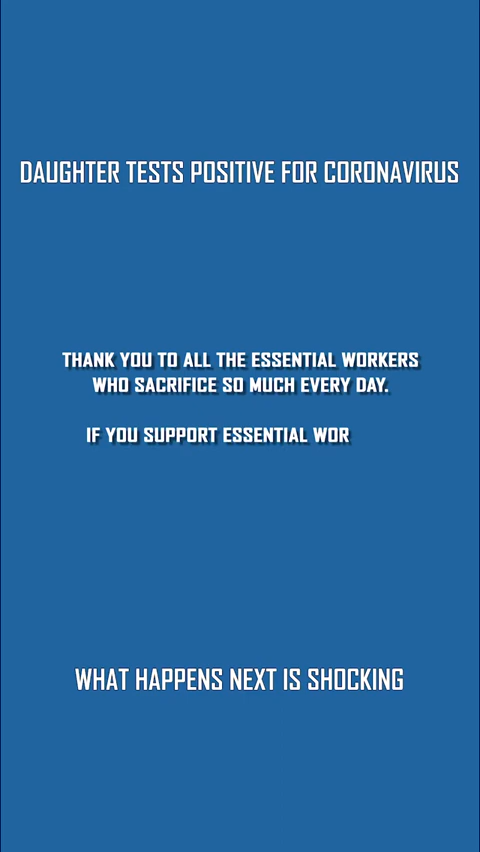 DAUGHTER TESTS POSITIVE FOR CORONAVIRUS
THANK YOU TO ALL THE ESSENTIAL WORKERS
WHO SACRIFICE SO MUCH EVERY DAY.
IF YOU SUPPORT ESSENTIAL WOR
WHAT HAPPENS NEXT IS SHOCKING